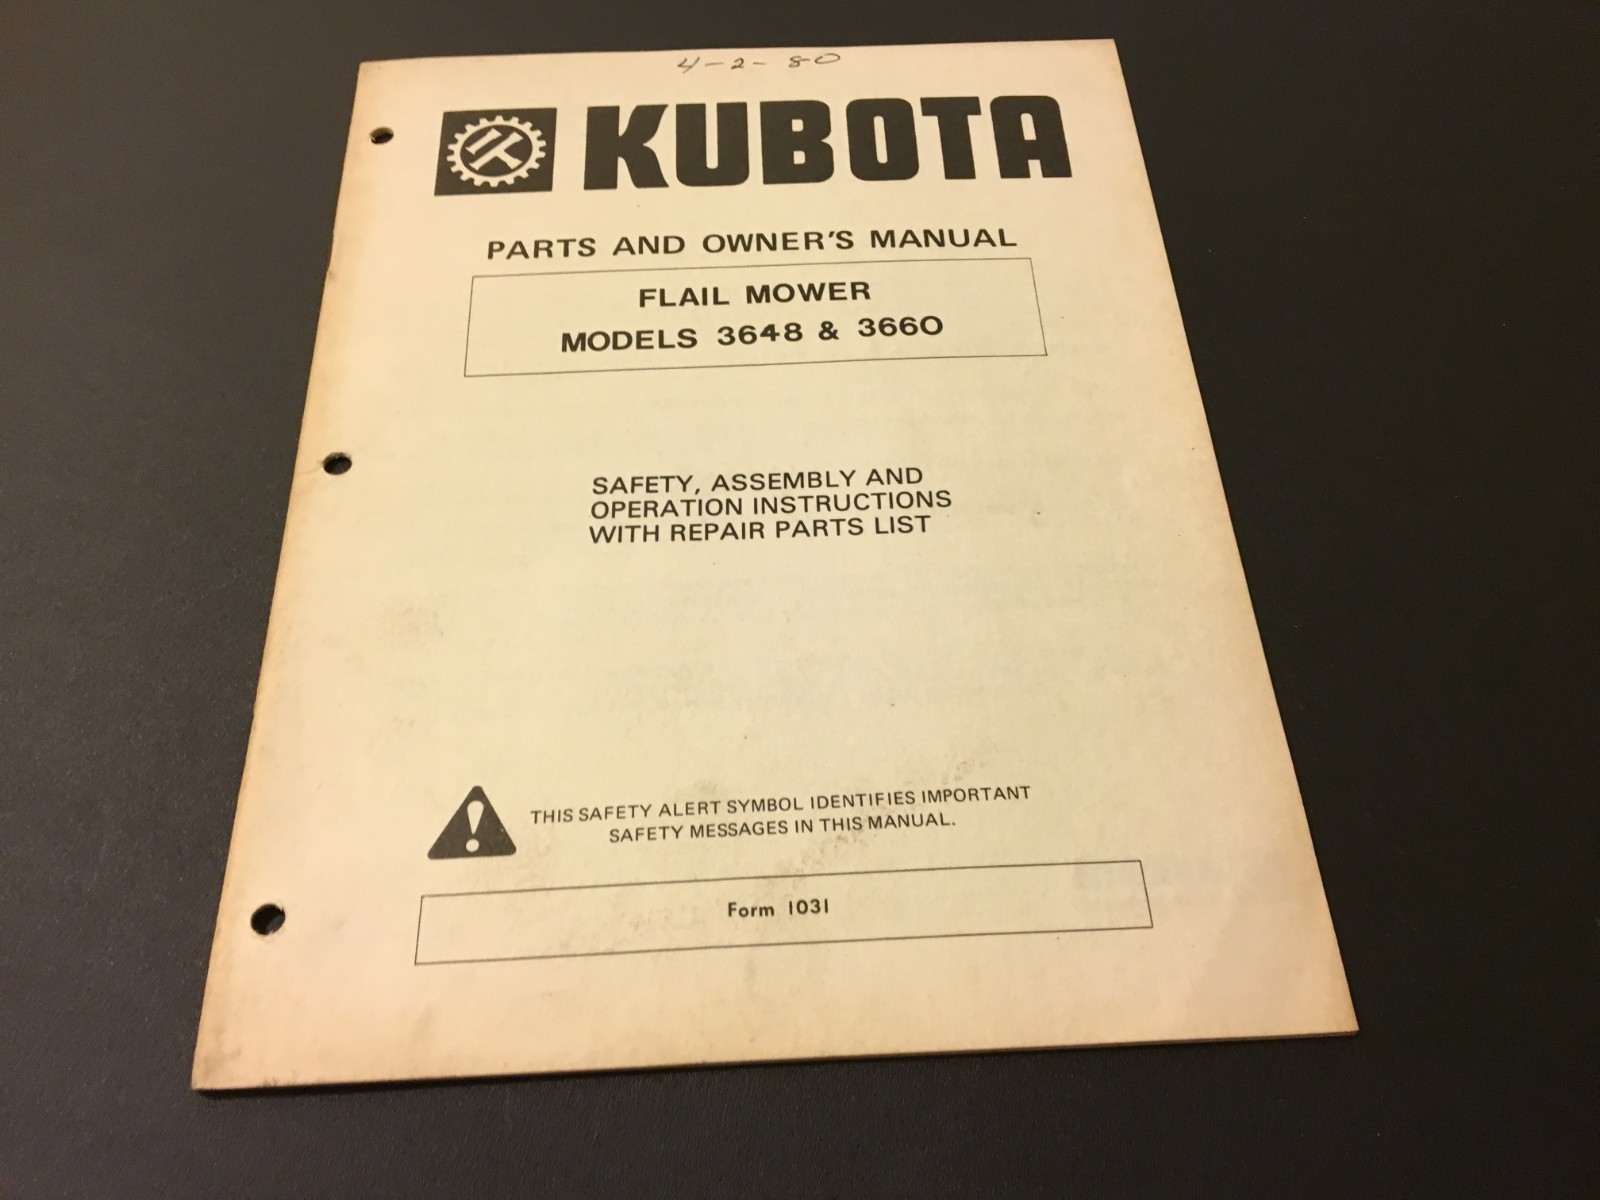 4-2-80
KUBOTA
PARTS AND OWNER'S MANUAL
FLAIL MOWER
MODELS 3648 & 3660
SAFETY, ASSEMBLY AND
OPERATION INSTRUCTIONS
WITH REPAIR PARTS LIST
THIS SAFETY ALERT SYMBOL IDENTIFIES IMPORTANT
SAFETY MESSAGES IN THIS MANUAL.
Form 1031